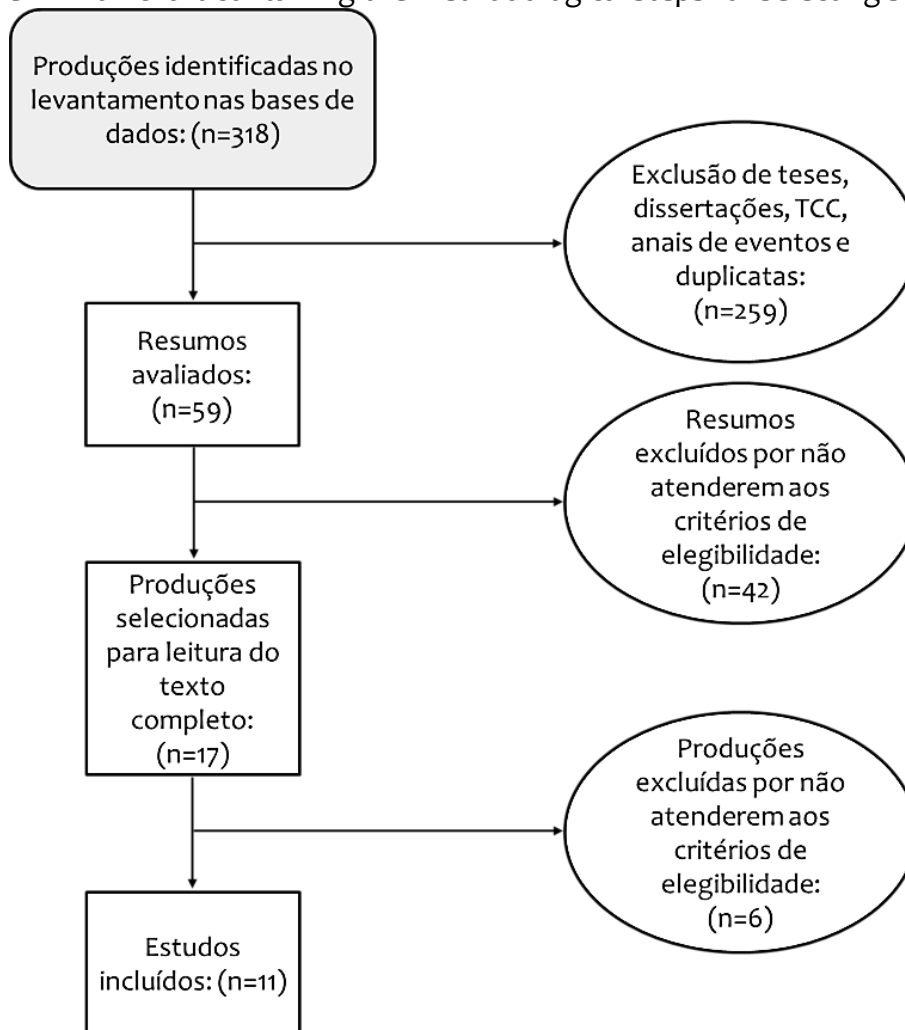 Produções identificadas no
levantamento nas bases de
dados: (n=318)
Exclusão de teses,
dissertações, TCC,
anais de eventos e
duplicatas:
(n=259)
Resumos
avaliados:
(n=59)
Resumos
excluídos por não
atenderem aos
critérios de
elegibilidade:
(n=42)
Produções
selecionadas
para leitura do
texto
completo:
(n=17)
Produções
excluídas por não
atenderem aos
critérios de
elegibilidade:
(n=6)
Estudos
incluídos: (n=11)